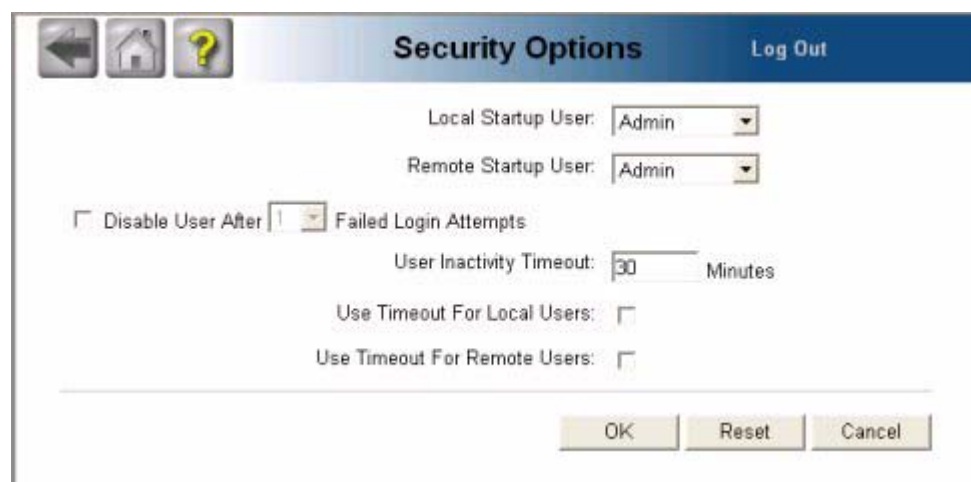 Security Options Log Out
Local Startup User: Admin
Remote Startup User: Admin
Disable User After 1 Failed Login Attempts
User Inactivity Timeout: 30 Minutes
Use Timeout For Local Users:
Use Timeout For Remote Users:
OK Reset Cancel